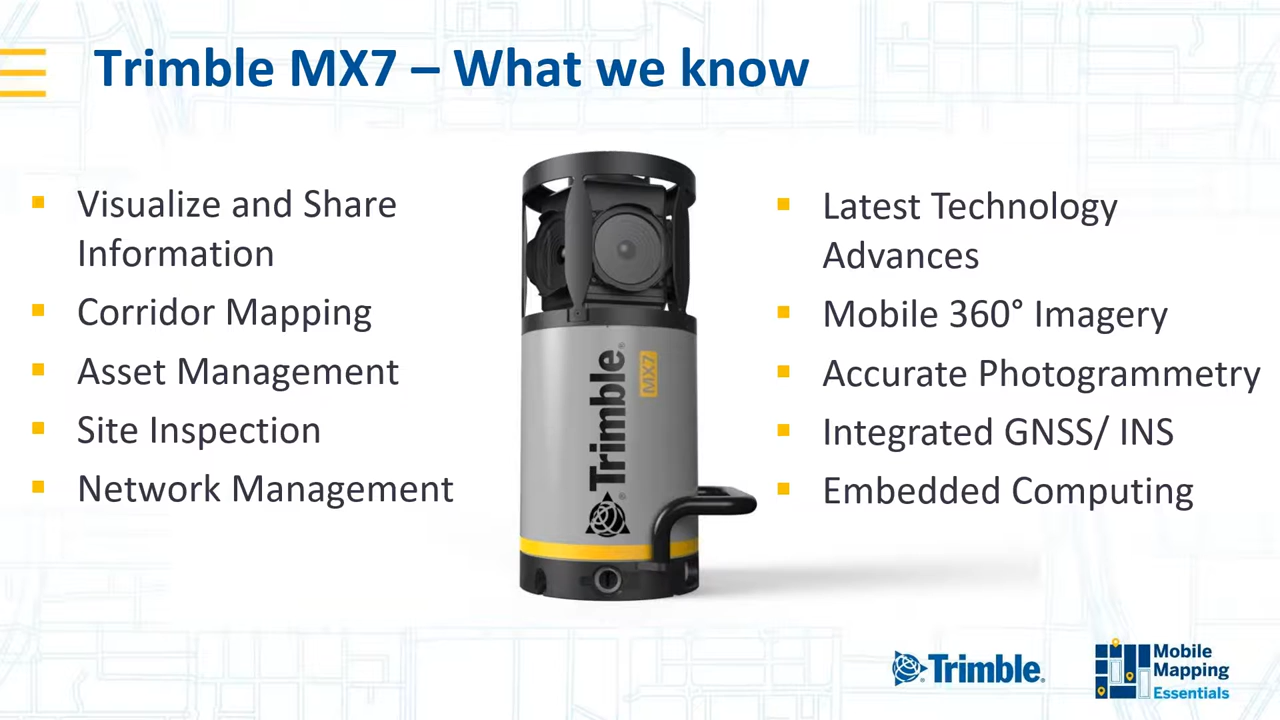 Trimble MX7 – What we know
▪ Visualize and Share
Information
▪ Corridor Mapping
▪ Asset Management
▪ Site Inspection
▪ Network Management
Trimble®
MX7
▪ Latest Technology
Advances
▪ Mobile 360° Imagery
▪ Accurate Photogrammetry
▪ Integrated GNSS/ INS
▪ Embedded Computing
Trimble®
Mobile
Mapping
Essentials